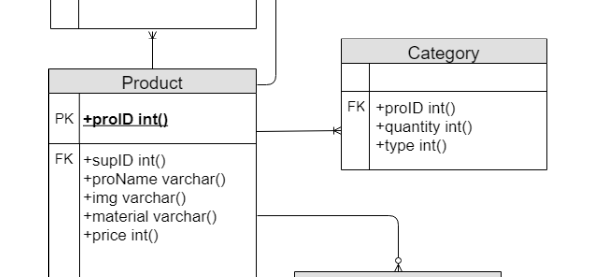 Product
PK +proID int()
FK +supID int()
+proName varchar()
+img varchar()
+material varchar()
+price int()
Category
FK +proID int()
+quantity int()
+type int()